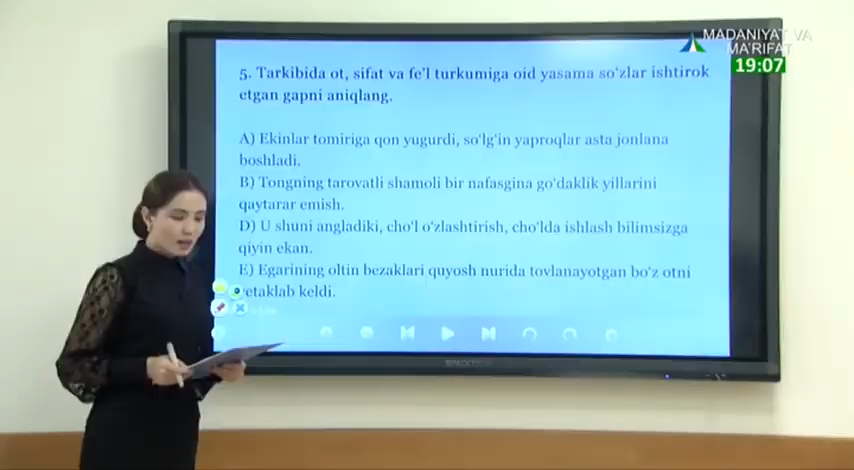 MADANIYAT VA
MA'RIFAT
19:07
5. Tarkibida ot, sifat va fe'l turkumiga oid yasama so'zlar ishtirok
etgan gapni aniqlang.
A) Ekinlar tomiriga qon yugurdi, so'lg'in yaproqlar asta jonlana
boshladi.
B) Tongning tarovatli shamoli bir nafasgina go'daklik yillarini
qaytarar emish.
D) U shuni angladiki, cho'l o'zlashtirish, cho'lda ishlash bilimsizga
qiyin ekan.
E) Egarining oltin bezaklari quyosh nurida tovlanayotgan bo'z otni
yetaklab keldi.